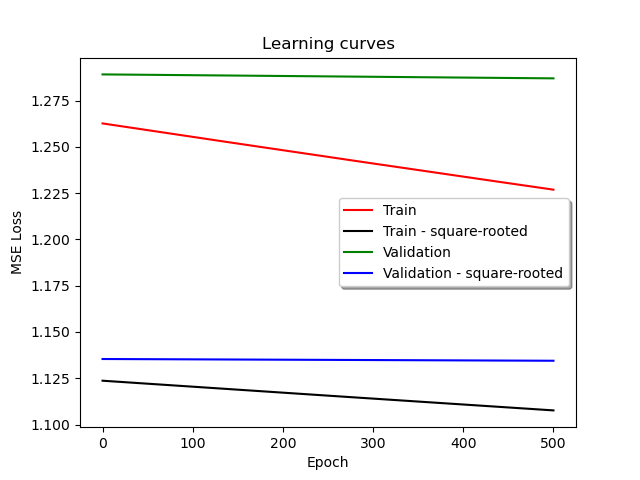 Learning curves
MSE Loss
1.275
1.250
1.225
1.200
1.175
1.150
1.125
1.100
Train
Train - square-rooted
Validation
Validation - square-rooted
0 100 200 300 400 500
Epoch